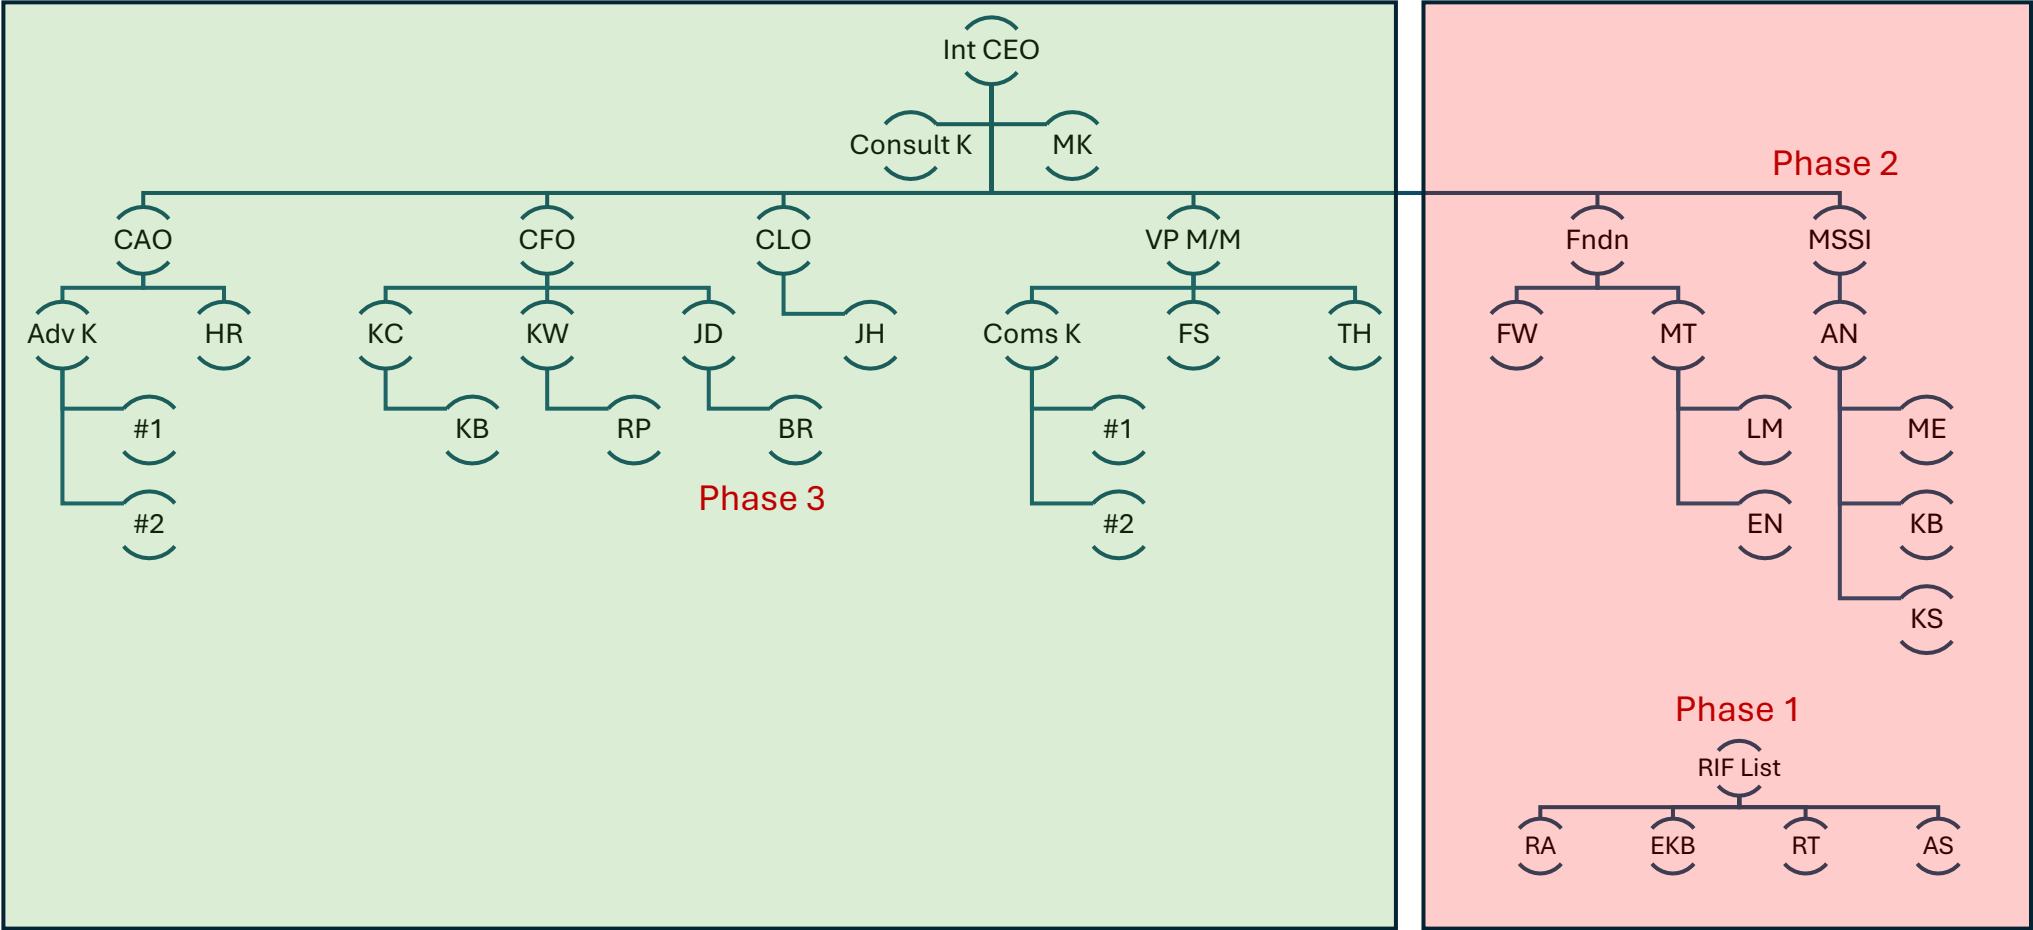 Int CEO
Consult K
MK
Phase 2
CAO
CFO
CLO
VP M/M
Fndn
MSSI
Adv K
HR
KC
KW
JD
JH
Coms K
FS
TH
FW
MT
AN
#1
KB
RP
BR
#1
LM
ME
Phase 3
#2
#2
EN
KB
KS
Phase 1
RIF List
RA
EKB
RT
AS